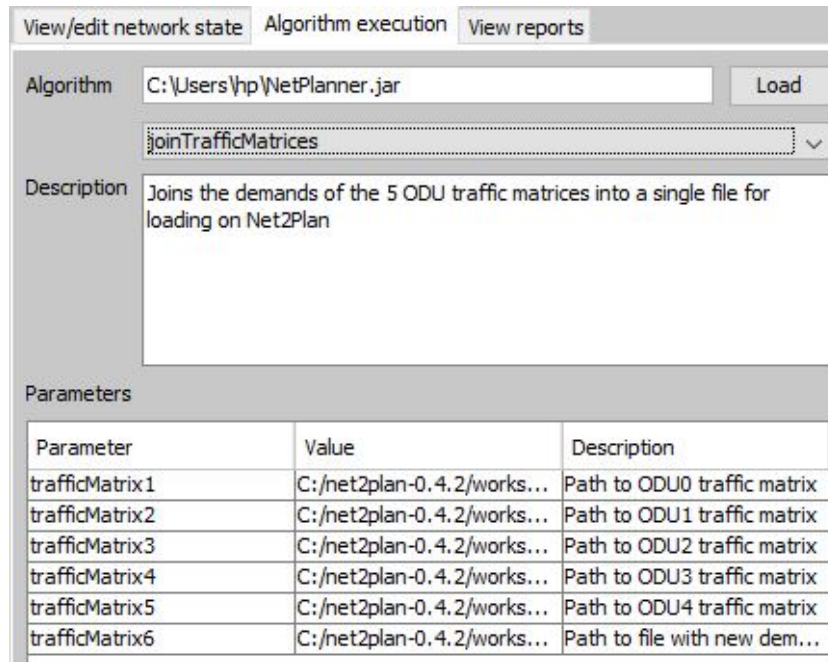 View/edit network state Algorithm execution View reports
Algorithm C:\Users\hp\NetPlanner.jar Load
joinTrafficMatrices
Description Joins the demands of the 5 ODU traffic matrices into a single file for
loading on Net2Plan
Parameters
Parameter Value Description
trafficMatrix1 C:/net2plan-0.4.2/works... Path to ODU0 traffic matrix
trafficMatrix2 C:/net2plan-0.4.2/works... Path to ODU1 traffic matrix
trafficMatrix3 C:/net2plan-0.4.2/works... Path to ODU2 traffic matrix
trafficMatrix4 C:/net2plan-0.4.2/works... Path to ODU3 traffic matrix
trafficMatrix5 C:/net2plan-0.4.2/works... Path to ODU4 traffic matrix
trafficMatrix6 C:/net2plan-0.4.2/works... Path to file with new dem...